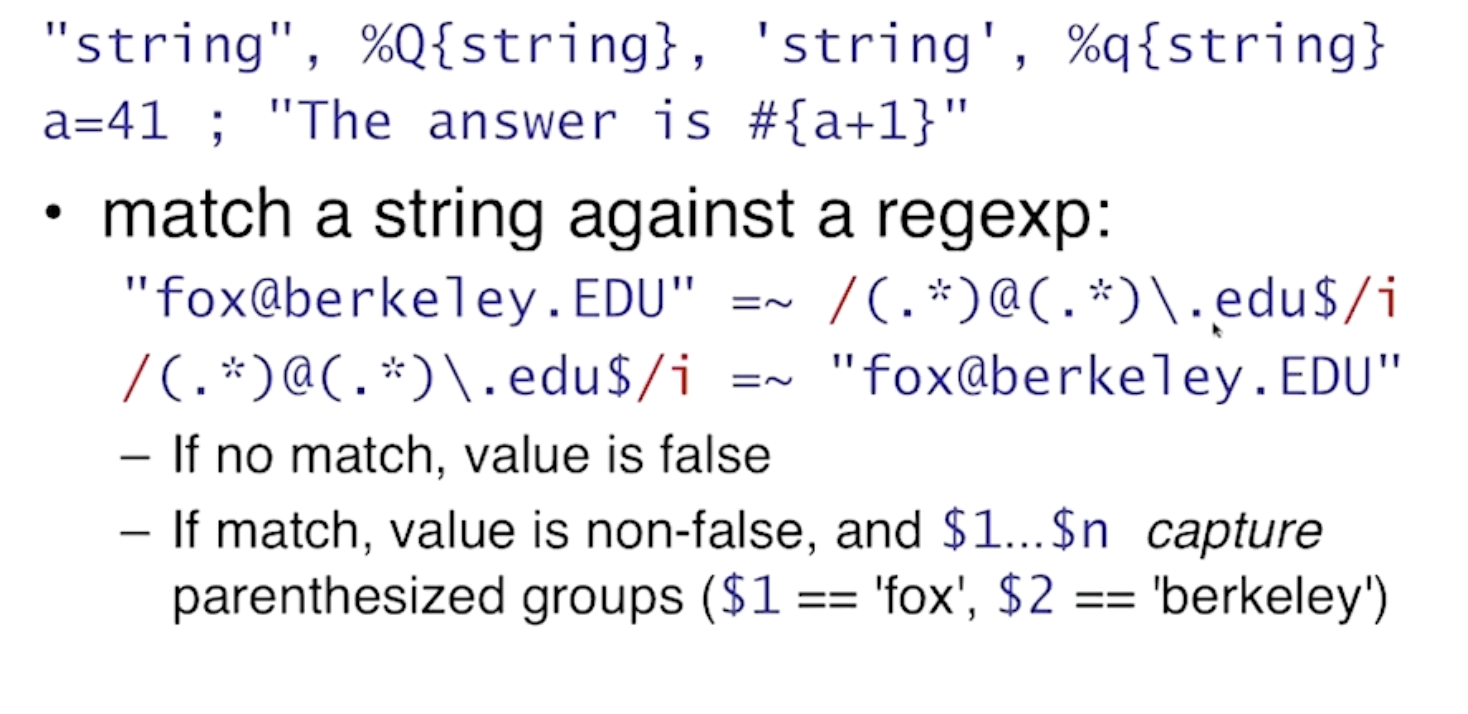 "string", %Q{string}, 'string', %q{string}
a=41 ; "The answer is #{a+1}"
• match a string against a regexp:
"fox@berkeley.EDU" =~ /(.*)@(.*)\.edu$/i
/(.*)@(.*)\.edu$/i =~ "fox@berkeley.EDU"
– If no match, value is false
– If match, value is non-false, and $1...$n capture
parenthesized groups ($1 == 'fox', $2 == 'berkeley')